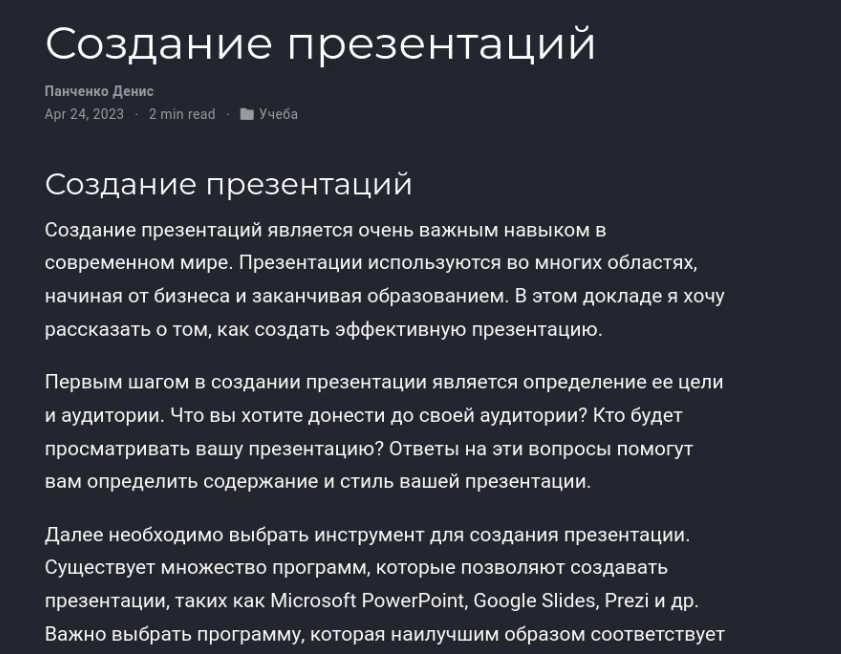 Создание презентаций
Панченко Денис
Apr 24, 2023 · 2 min read · Учеба
Создание презентаций
Создание презентаций является очень важным навыком в
современном мире. Презентации используются во многих областях,
начиная от бизнеса и заканчивая образованием. В этом докладе я хочу
рассказать о том, как создать эффективную презентацию.
Первым шагом в создании презентации является определение ее цели
и аудитории. Что вы хотите донести до своей аудитории? Кто будет
просматривать вашу презентацию? Ответы на эти вопросы помогут
вам определить содержание и стиль вашей презентации.
Далее необходимо выбрать инструмент для создания презентации.
Существует множество программ, которые позволяют создавать
презентации, таких как Microsoft PowerPoint, Google Slides, Prezi и др.
Важно выбрать программу, которая наилучшим образом соответствует